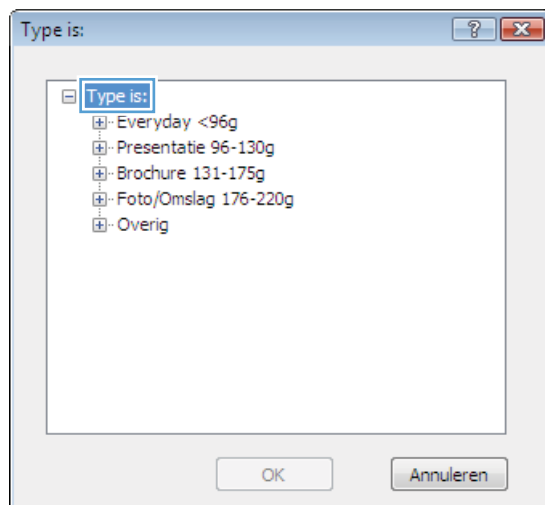 Type is:
Type is:
Everyday <96g
Presentatie 96-130g
Brochure 131-175g
Foto/Omslag 176-220g
Overig
OK
Annuleren